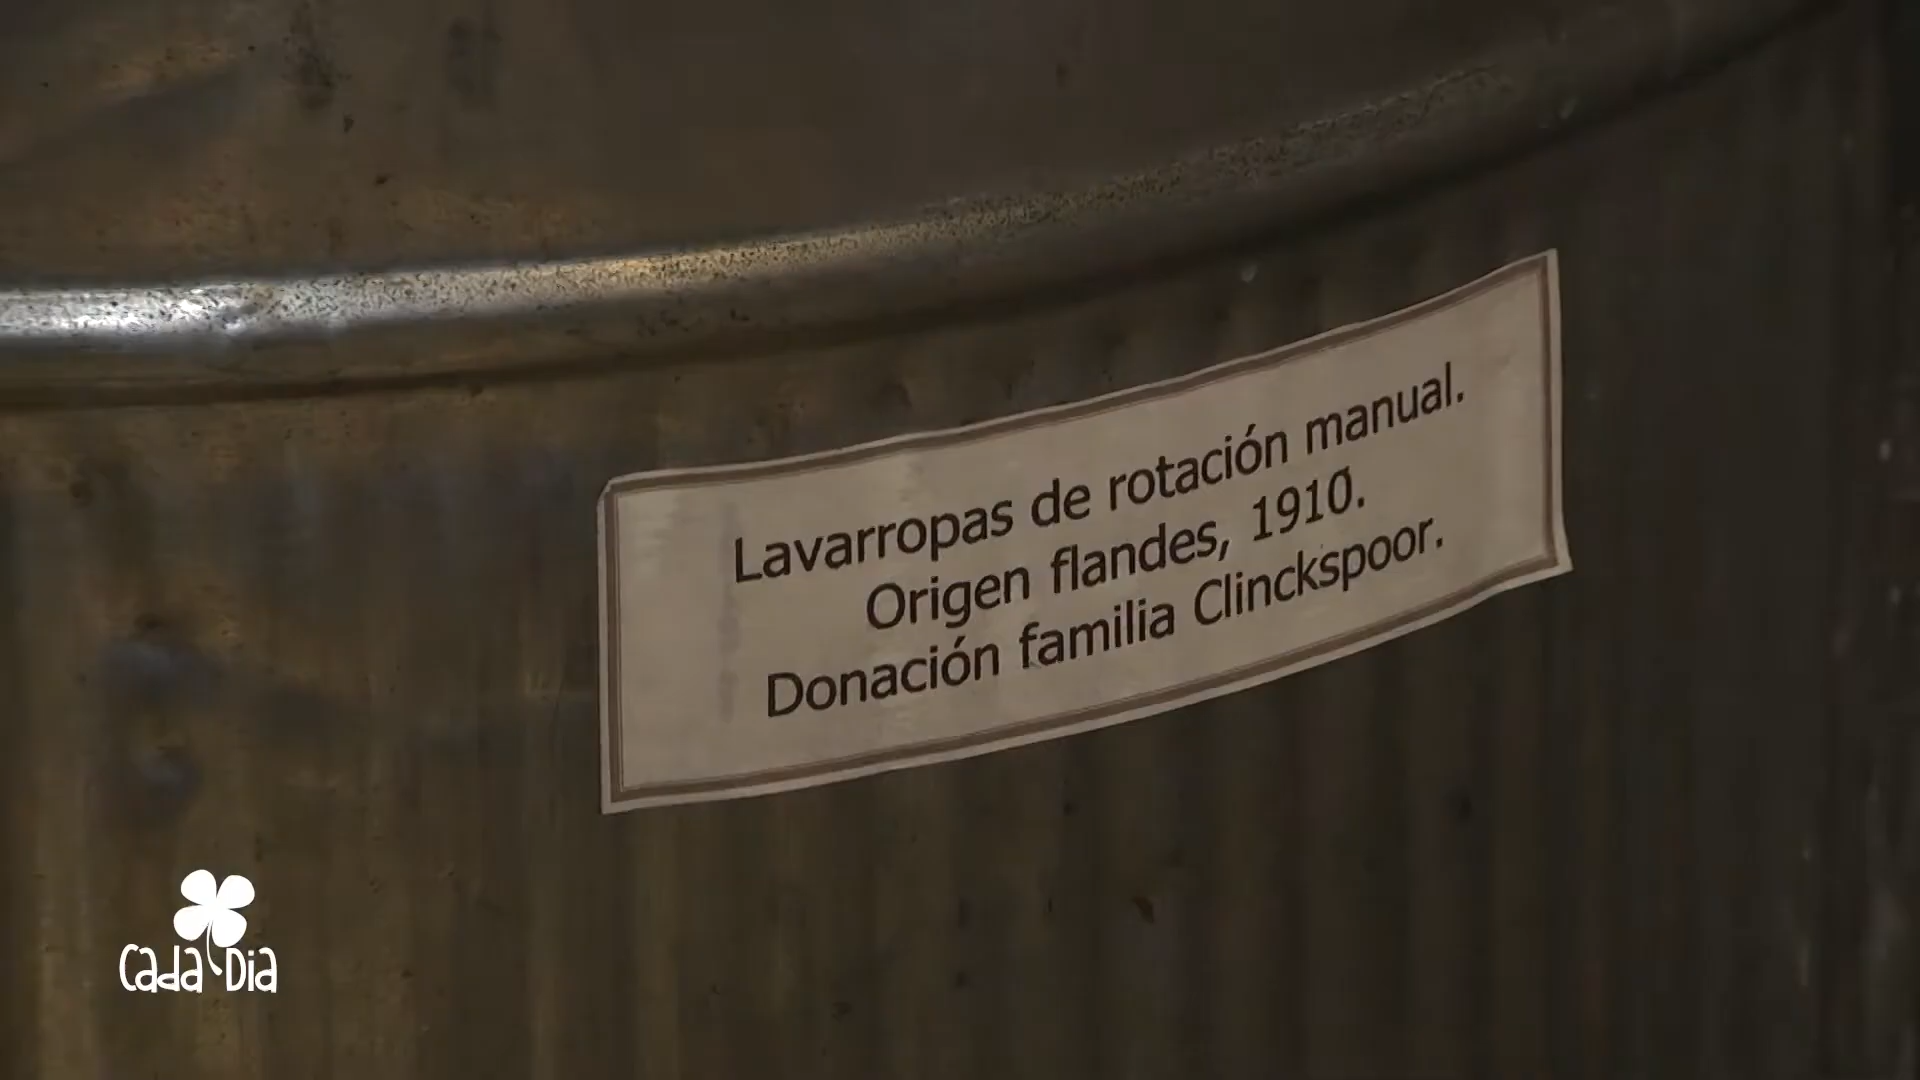 Lavarropas de rotación manual.
Origen flandes, 1910.
Donación familia Clinckspoor.
Cada Dia